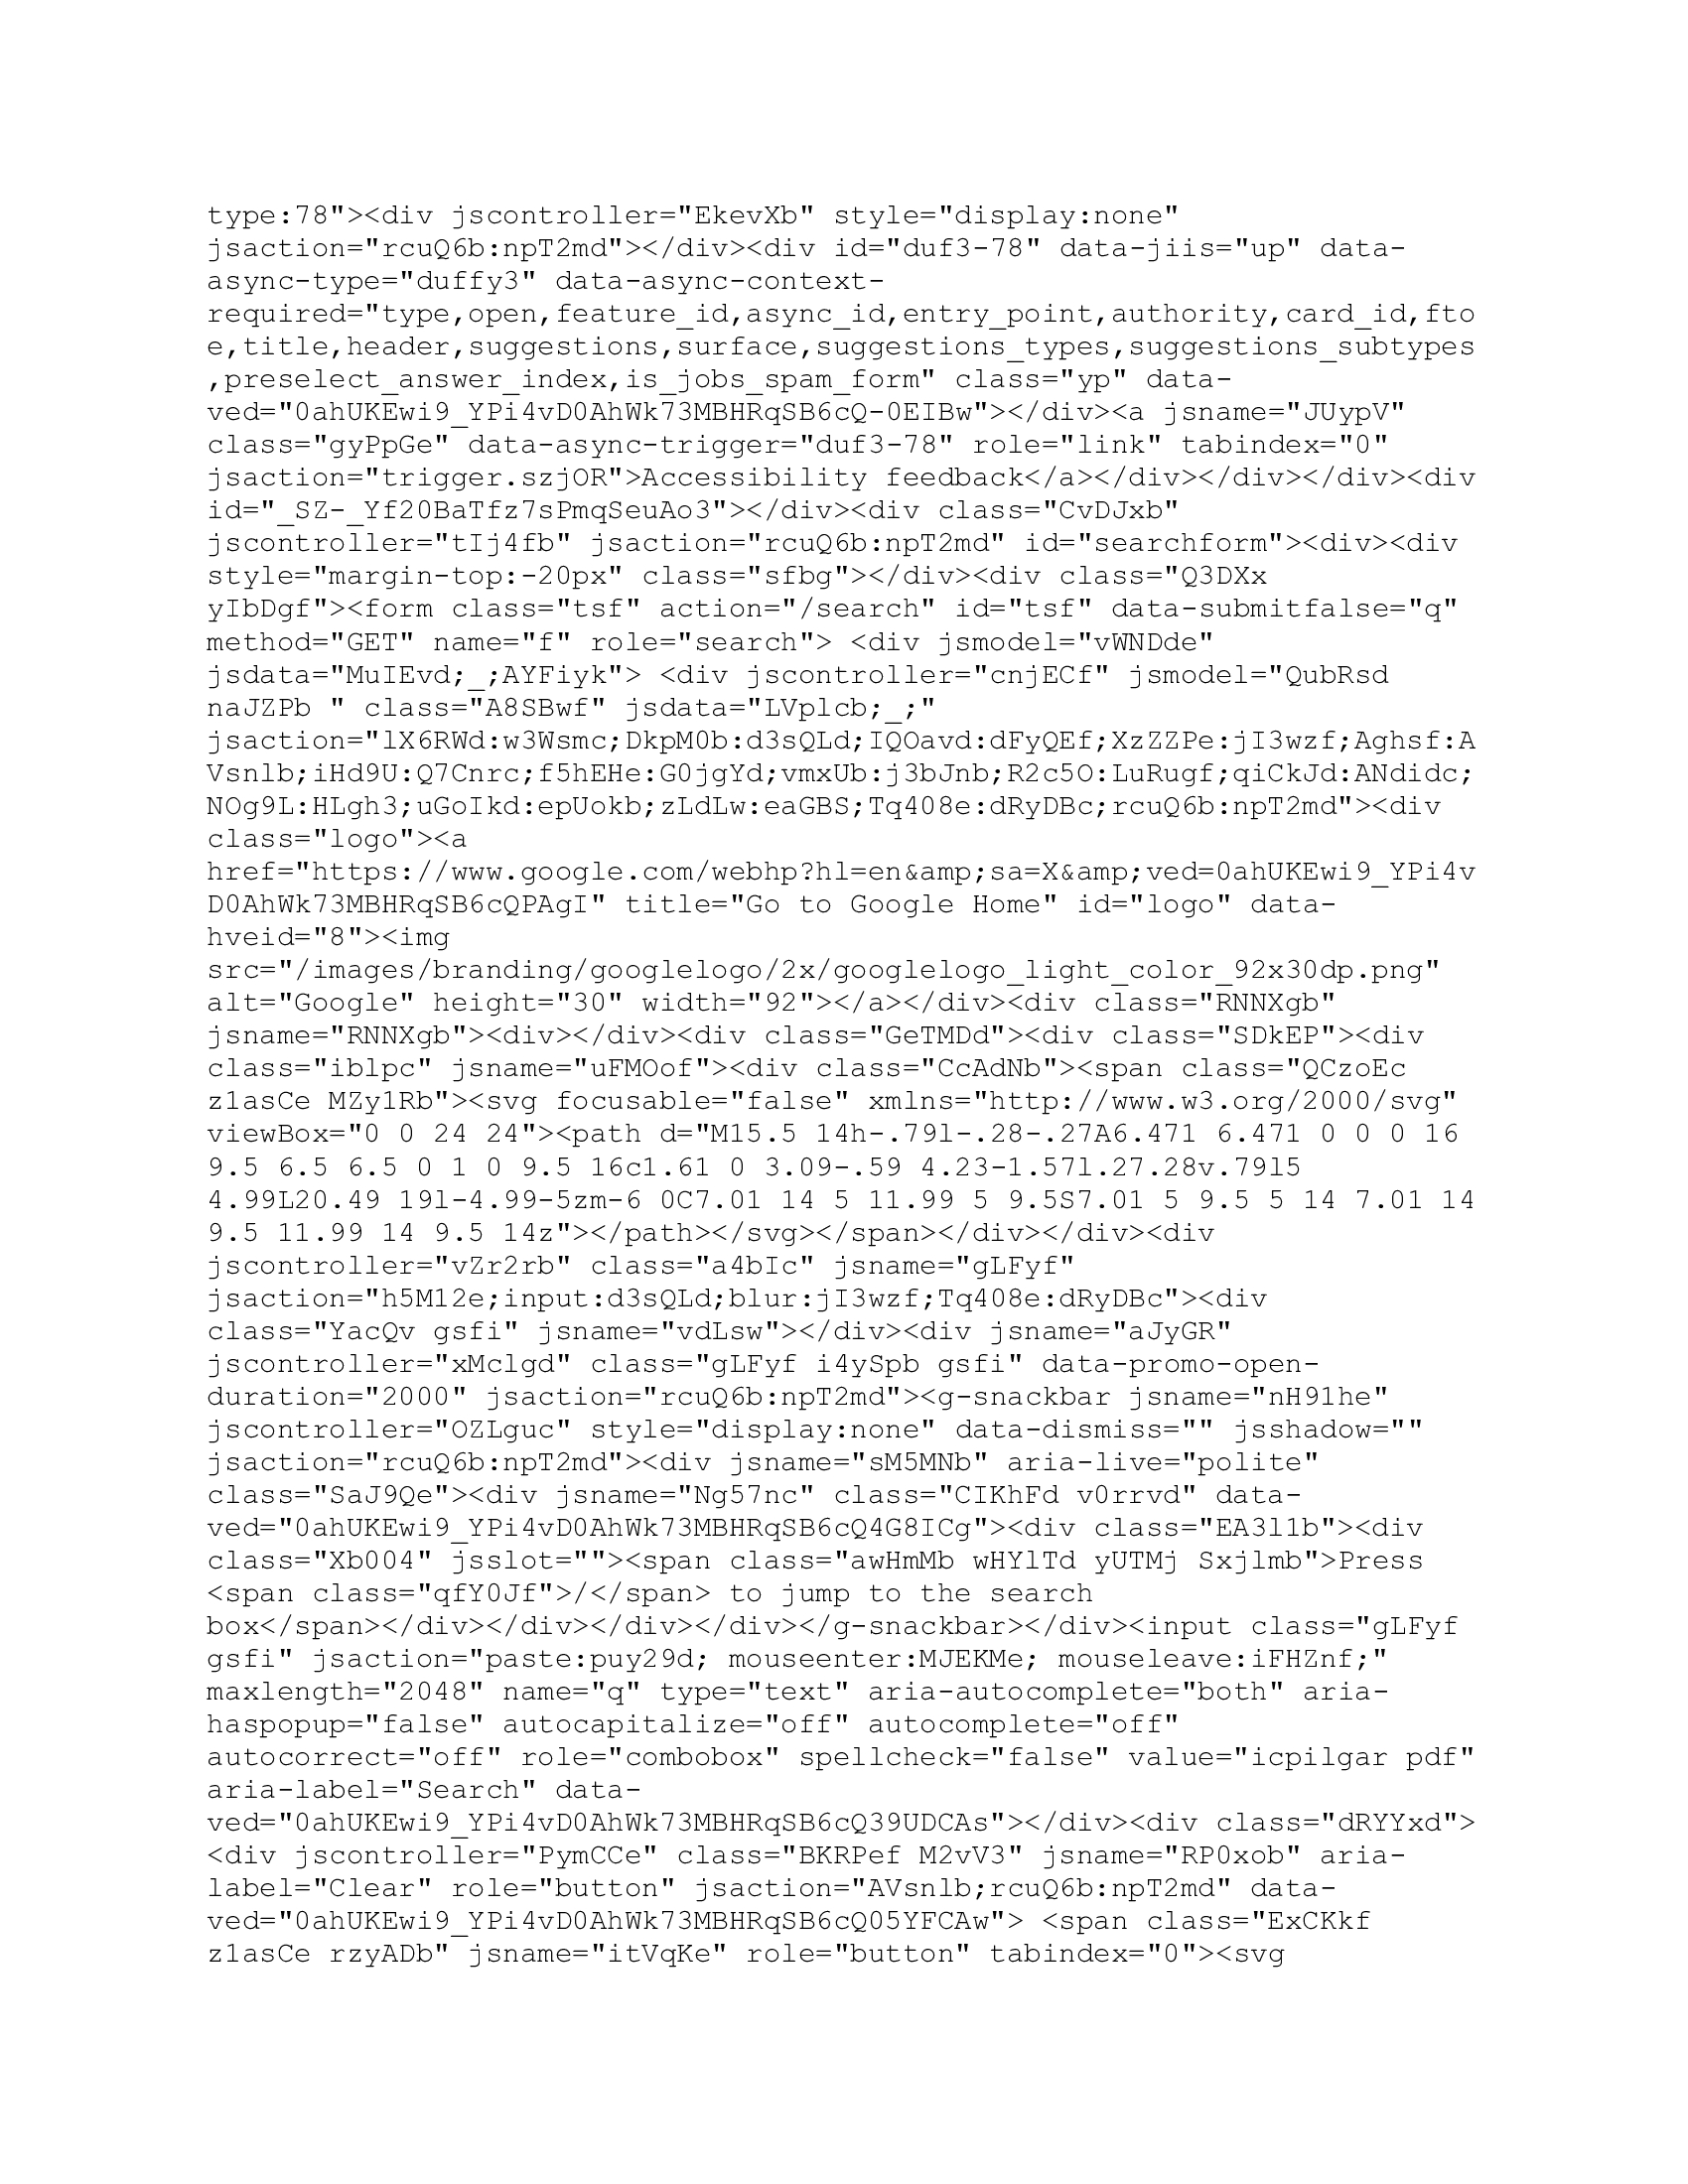 type:78"><div jscontroller="EkevXb" style="display:none"
jsaction="rcuQ6b:npT2md"></div><div id="duf3-78" data-jiis="up" data-
async-type="duffy3" data-async-context-
required="type,open,feature_id,async_id,entry_point,authority,card_id,fto
e,title,header,suggestions,surface,suggestions_types,suggestions_subtypes
,preselect_answer_index,is_jobs_spam_form" class="yp" data-
ved="0ahUKEwi9_YPi4vD0AhWk73MBHRqSB6cQ-0EIBw"></div><a jsname="JUypV"
class="gyPpGe" data-async-trigger="duf3-78" role="link" tabindex="0"
jsaction="trigger.szjOR">Accessibility feedback</a></div></div></div><div
id="_SZ-_Yf20BaTfz7sPmqSeuAo3"></div><div class="CvDJxb"
jscontroller="tIj4fb" jsaction="rcuQ6b:npT2md" id="searchform"><div><div
style="margin-top:-20px" class="sfbg"></div><div class="Q3DXx
yIbDgf"><form class="tsf" action="/search" id="tsf" data-submitfalse="q"
method="GET" name="f" role="search"> <div jsmodel="vWNDde"
jsdata="MuIEvd;_;AYFiyk"> <div jscontroller="cnjECf" jsmodel="QubRsd
naJZPb " class="A8SBwf" jsdata="LVplcb;_;"
jsaction="lX6RWd:w3Wsmc;DkpM0b:d3sQLd;IQOavd:dFyQEf;XzZZPe:jI3wzf;Aghsf:A
Vsnlb;iHd9U:Q7Cnrc;f5hEHe:G0jgYd;vmxUb:j3bJnb;R2c5O:LuRugf;qiCkJd:ANdidc;
NOg9L:HLgh3;uGoIkd:epUokb;zLdLw:eaGBS;Tq408e:dRyDBc;rcuQ6b:npT2md"><div
class="logo"><a
href="https://www.google.com/webhp?hl=en&amp;sa=X&amp;ved=0ahUKEwi9_YPi4v
D0AhWk73MBHRqSB6cQPAgI" title="Go to Google Home" id="logo" data-
hveid="8"><img
src="/images/branding/googlelogo/2x/googlelogo_light_color_92x30dp.png"
alt="Google" height="30" width="92"></a></div><div class="RNNXgb"
jsname="RNNXgb"><div></div><div class="GeTMDd"><div class="SDkEP"><div
class="iblpc" jsname="uFMOof"><div class="CcAdNb"><span class="QCzoEc
z1asCe MZy1Rb"><svg focusable="false" xmlns="http://www.w3.org/2000/svg"
viewBox="0 0 24 24"><path d="M15.5 14h-.79l-.28-.27A6.471 6.471 0 0 0 16
9.5 6.5 6.5 0 1 0 9.5 16c1.61 0 3.09-.59 4.23-1.57l.27.28v.79l5
4.99L20.49 19l-4.99-5zm-6 0C7.01 14 5 11.99 5 9.5S7.01 5 9.5 5 14 7.01 14
9.5 11.99 14 9.5 14z"></path></svg></span></div></div><div
jscontroller="vZr2rb" class="a4bIc" jsname="gLFyf"
jsaction="h5M12e;input:d3sQLd;blur:jI3wzf;Tq408e:dRyDBc"><div
class="YacQv gsfi" jsname="vdLsw"></div><div jsname="aJyGR"
jscontroller="xMclgd" class="gLFyf i4ySpb gsfi" data-promo-open-
duration="2000" jsaction="rcuQ6b:npT2md"><g-snackbar jsname="nH91he"
jscontroller="OZLguc" style="display:none" data-dismiss="" jsshadow=""
jsaction="rcuQ6b:npT2md"><div jsname="sM5MNb" aria-live="polite"
class="SaJ9Qe"><div jsname="Ng57nc" class="CIKhFd v0rrvd" data-
ved="0ahUKEwi9_YPi4vD0AhWk73MBHRqSB6cQ4G8ICg"><div class="EA3l1b"><div
class="Xb004" jsslot=""><span class="awHmMb wHYlTd yUTMj Sxjlmb">Press
<span class="qfY0Jf">/</span> to jump to the search
box</span></div></div></div></div></g-snackbar></div><input class="gLFyf
gsfi" jsaction="paste:puy29d; mouseenter:MJEKMe; mouseleave:iFHZnf;"
maxlength="2048" name="q" type="text" aria-autocomplete="both" aria-
haspopup="false" autocapitalize="off" autocomplete="off"
autocorrect="off" role="combobox" spellcheck="false" value="icpilgar pdf"
aria-label="Search" data-
ved="0ahUKEwi9_YPi4vD0AhWk73MBHRqSB6cQ39UDCAs"></div><div class="dRYYxd">
<div jscontroller="PymCCe" class="BKRPef M2vV3" jsname="RP0xob" aria-
label="Clear" role="button" jsaction="AVsnlb;rcuQ6b:npT2md" data-
ved="0ahUKEwi9_YPi4vD0AhWk73MBHRqSB6cQ05YFCAw"> <span class="ExCKkf
z1asCe rzyADb" jsname="itVqKe" role="button" tabindex="0"><svg